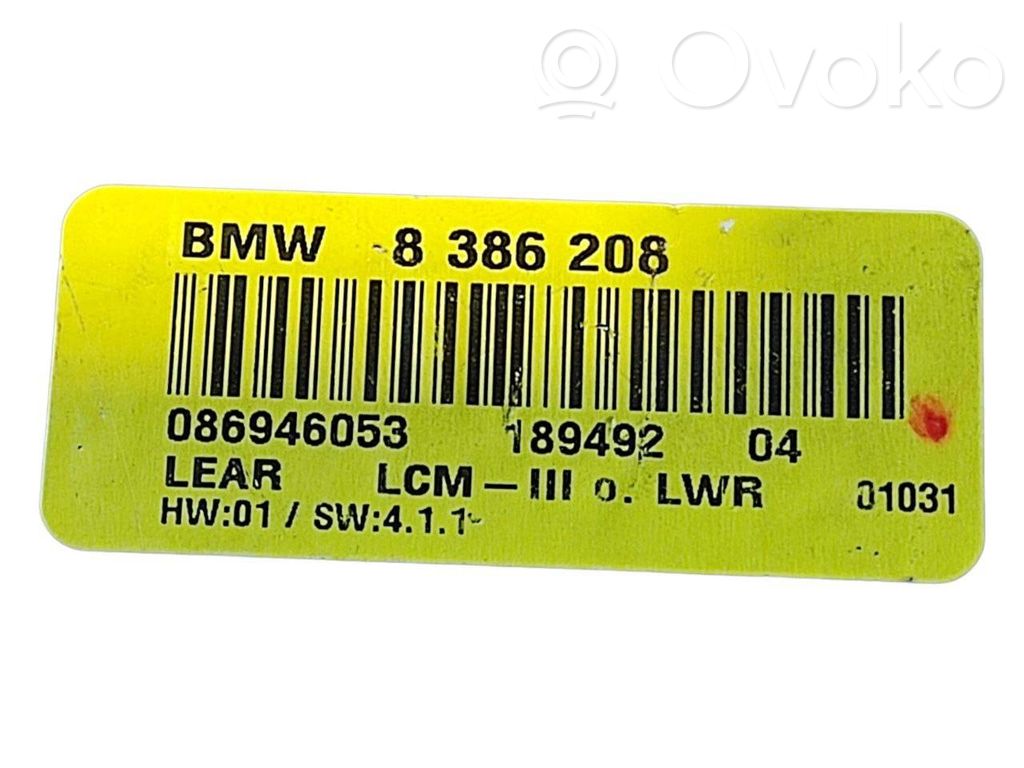 Ovoko
BMW 8 386 208
086946053 189492 04
LEAR LCM-III o. LWR 01031
HW:01 / SW:4.1.1